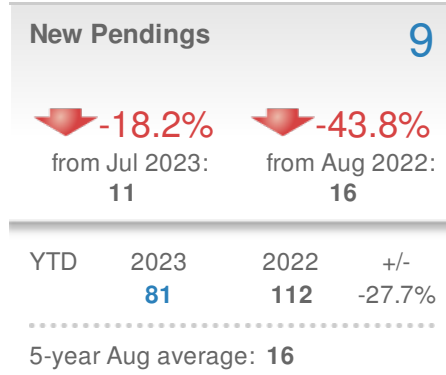 New Pendings 9
-18.2% -43.8%
from Jul 2023: from Aug 2022:
11 16
YTD 2023 2022 +/-
81 112 -27.7%
5-year Aug average: 16